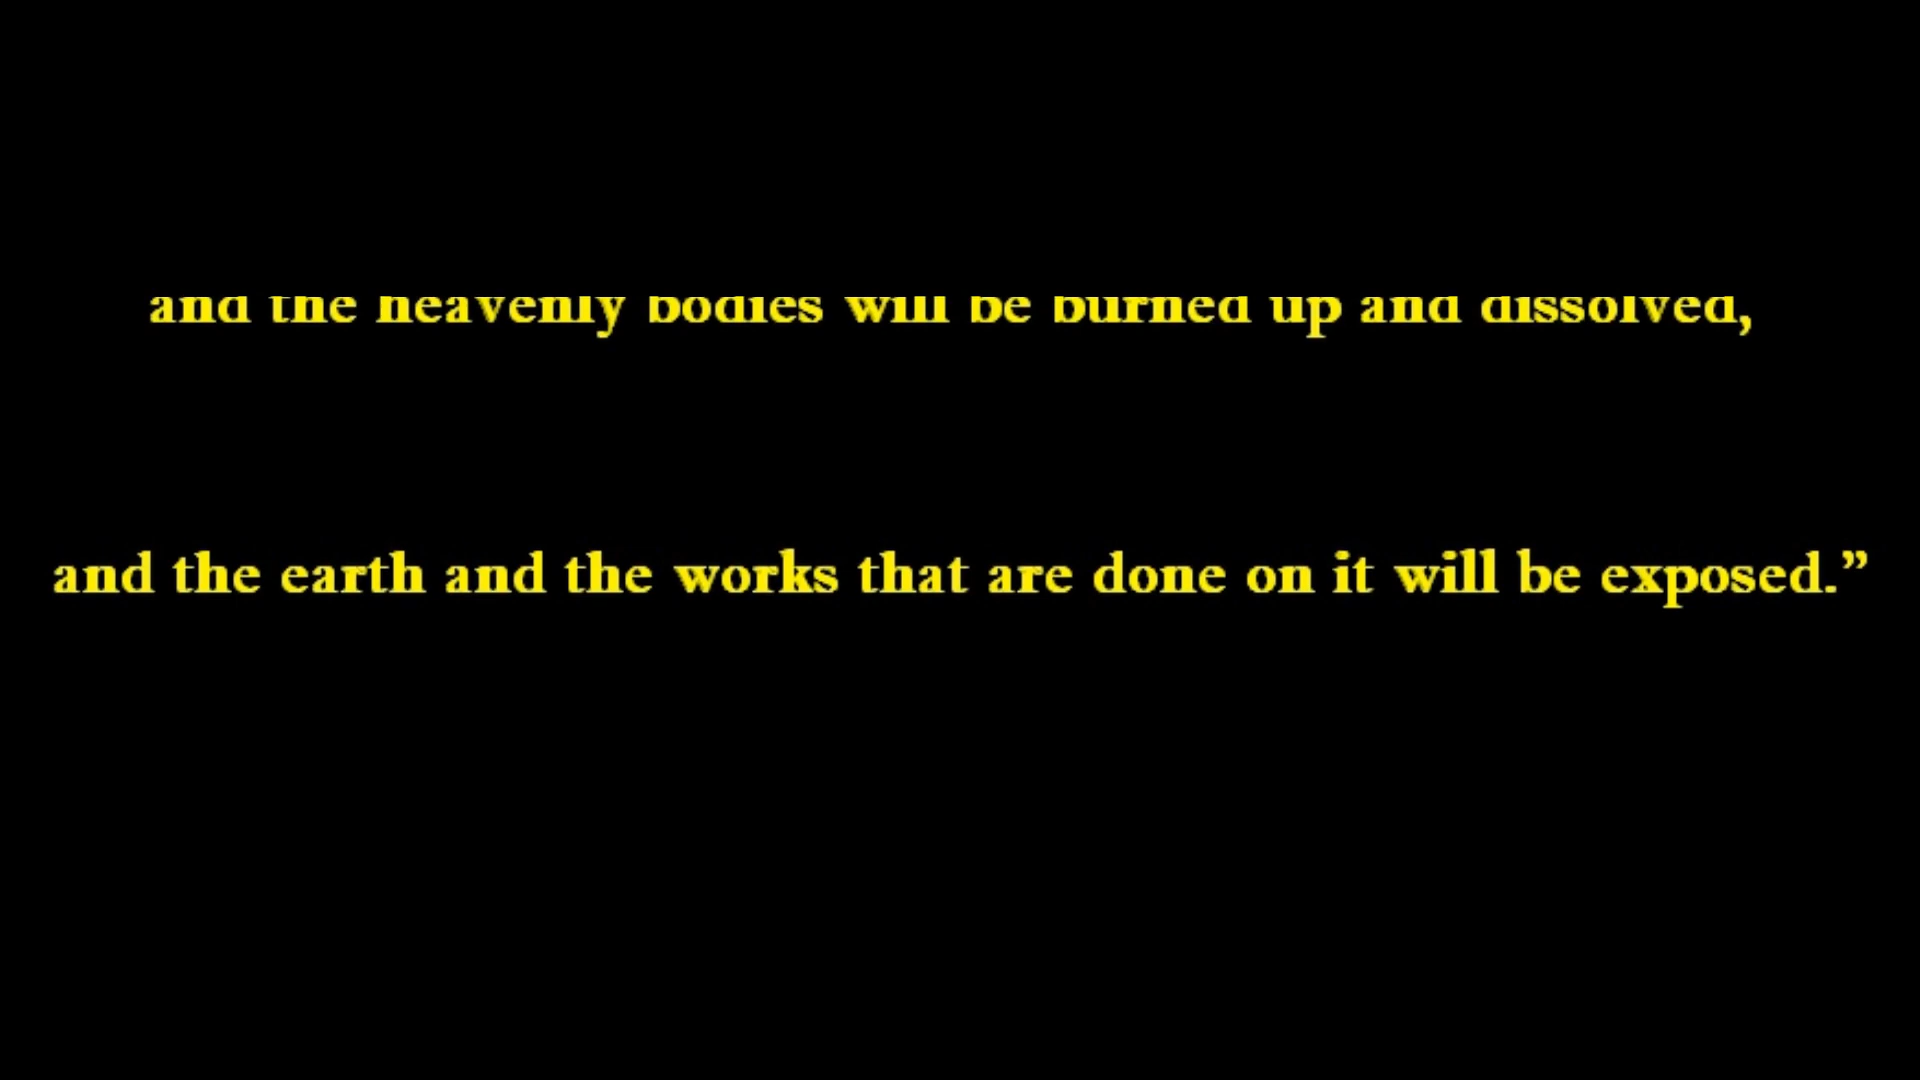 and the heavenly bodies will be burned up and dissolved,
and the earth and the works that are done on it will be exposed.”